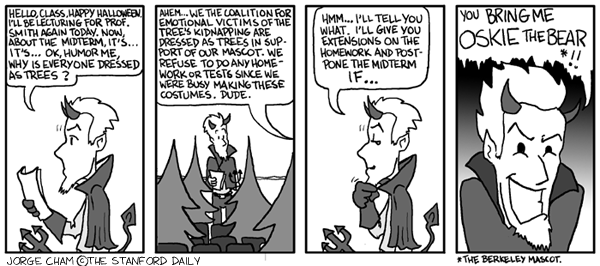 HELLO, CLASS, HAPPY HALLOWEEN.
I'LL BE LECTURING FOR PROF.
SMITH AGAIN TODAY. NOW,
ABOUT THE MIDTERM, IT'S...
IT'S... OK, HUMOR ME,
WHY IS EVERYONE DRESSED
AS TREES?
AHEM... WE THE COALITION FOR
EMOTIONAL VICTIMS OF THE
TREE'S KIDNAPPING ARE
DRESSED AS TREES IN SUP-
PORT OF OUR MASCOT. WE
REFUSE TO DO ANY HOME-
WORK OR TESTS SINCE WE
WERE BUSY MAKING THESE
COSTUMES. DUDE.
HMM... I'LL TELL YOU
WHAT. I'LL GIVE YOU
EXTENSIONS ON THE
HOMEWORK AND POST-
PONE THE MIDTERM
IF...
YOU BRING ME
OSKIE THE BEAR
*!!
JORGE CHAM ©THE STANFORD DAILY
*THE BERKELEY MASCOT.